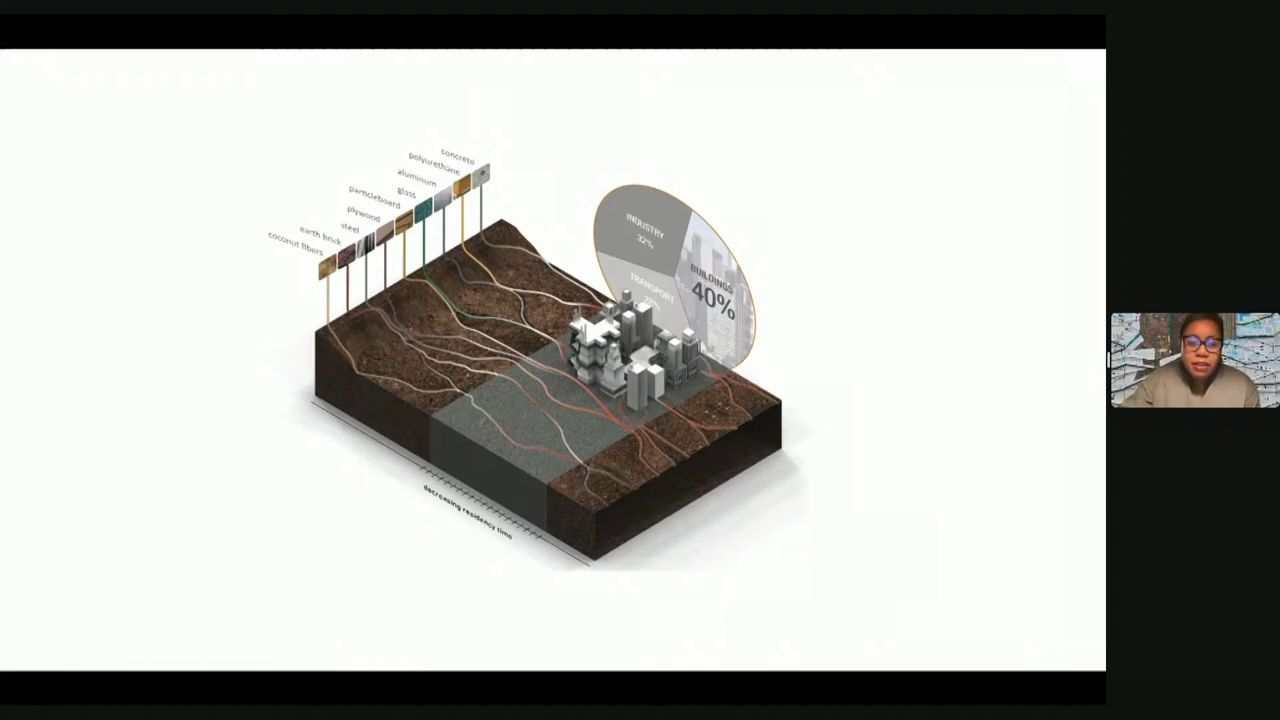 concrete
polyurethane
aluminum
glass
particleboard
plywood
steel
earth brick
coconut fibers
INDUSTRY
32%
BUILDINGS
40%
TRANSPORT
decreasing residency time